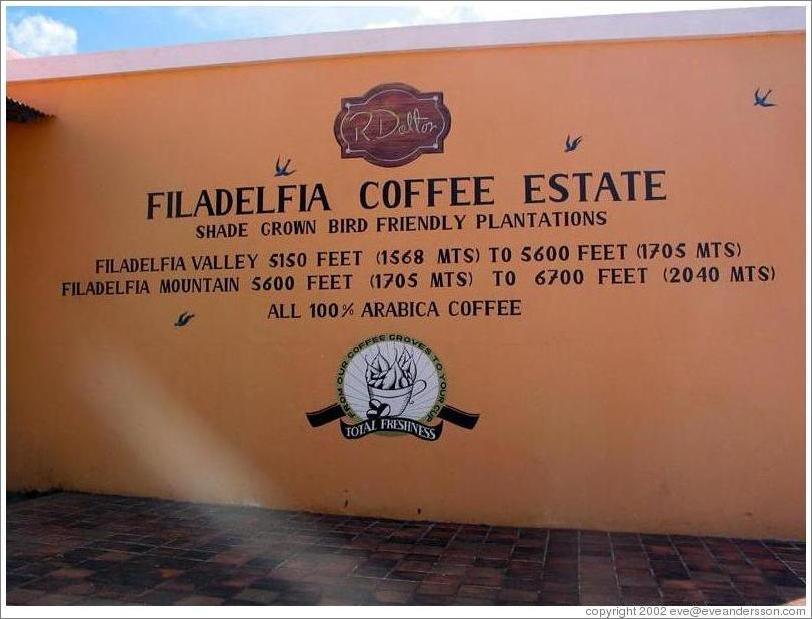 R. Dalton
FILADELFIA COFFEE ESTATE
SHADE GROWN BIRD FRIENDLY PLANTATIONS
FILADELFIA VALLEY 5150 FEET (1568 MTS) TO 5600 FEET (1705 MTS)
FILADELFIA MOUNTAIN 5600 FEET (1705 MTS) TO 6700 FEET (2040 MTS)
ALL 100% ARABICA COFFEE
FROM OUR COFFEE GROVES TO YOUR CUP
TOTAL FRESHNESS
copyright 2002 eve@eveandersson.com